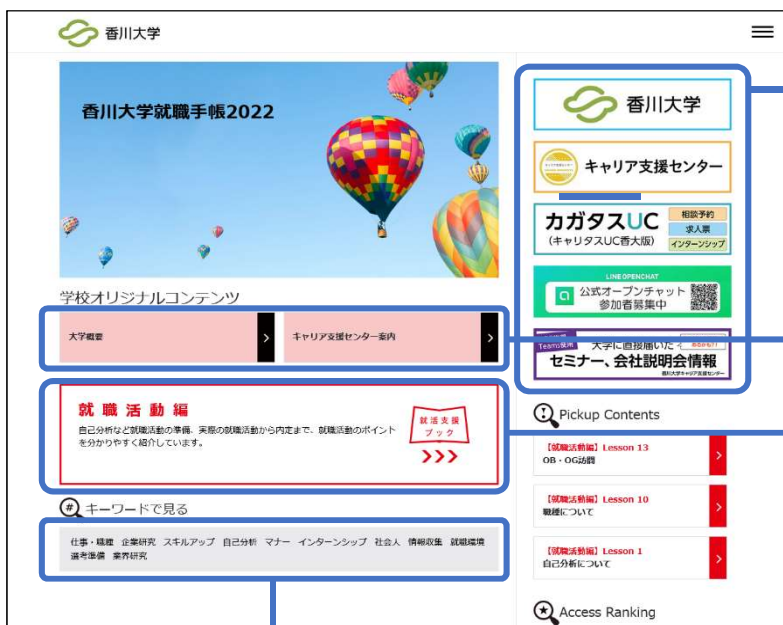 香川大学
香川大学就職手帳2022
学校オリジナルコンテンツ
大学概要
キャリア支援センター案内
就職活動編
自己分析など就職活動の準備、実際の就職活動から内定まで、就職活動のポイント
を分かりやすく紹介しています。
就活支援
ブック
キーワードで見る
仕事・職種 企業研究 スキルアップ 自己分析 マナー インターンシップ 社会人 情報収集 就職環境
選考準備 業界研究
香川大学
キャリア支援センター
カガタスUC
(キャリタスUC香大版)
相談予約
求人票
インターンシップ
LINE OPENCHAT
公式オープンチャット
参加者募集中
Teams使用
大学に直接届いた
セミナー、会社説明会情報
香川大学キャリア支援センター
Pickup Contents
【就職活動編】Lesson 13
OB・OG訪問
【就職活動編】Lesson 10
職種について
【就職活動編】Lesson 1
自己分析について
Access Ranking